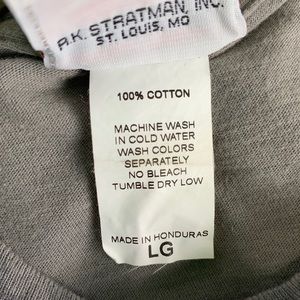 R.K. STRATMAN, INC.
ST. LOUIS, MO
100% COTTON
MACHINE WASH
IN COLD WATER
WASH COLORS
SEPARATELY
NO BLEACH
TUMBLE DRY LOW
MADE IN HONDURAS
LG